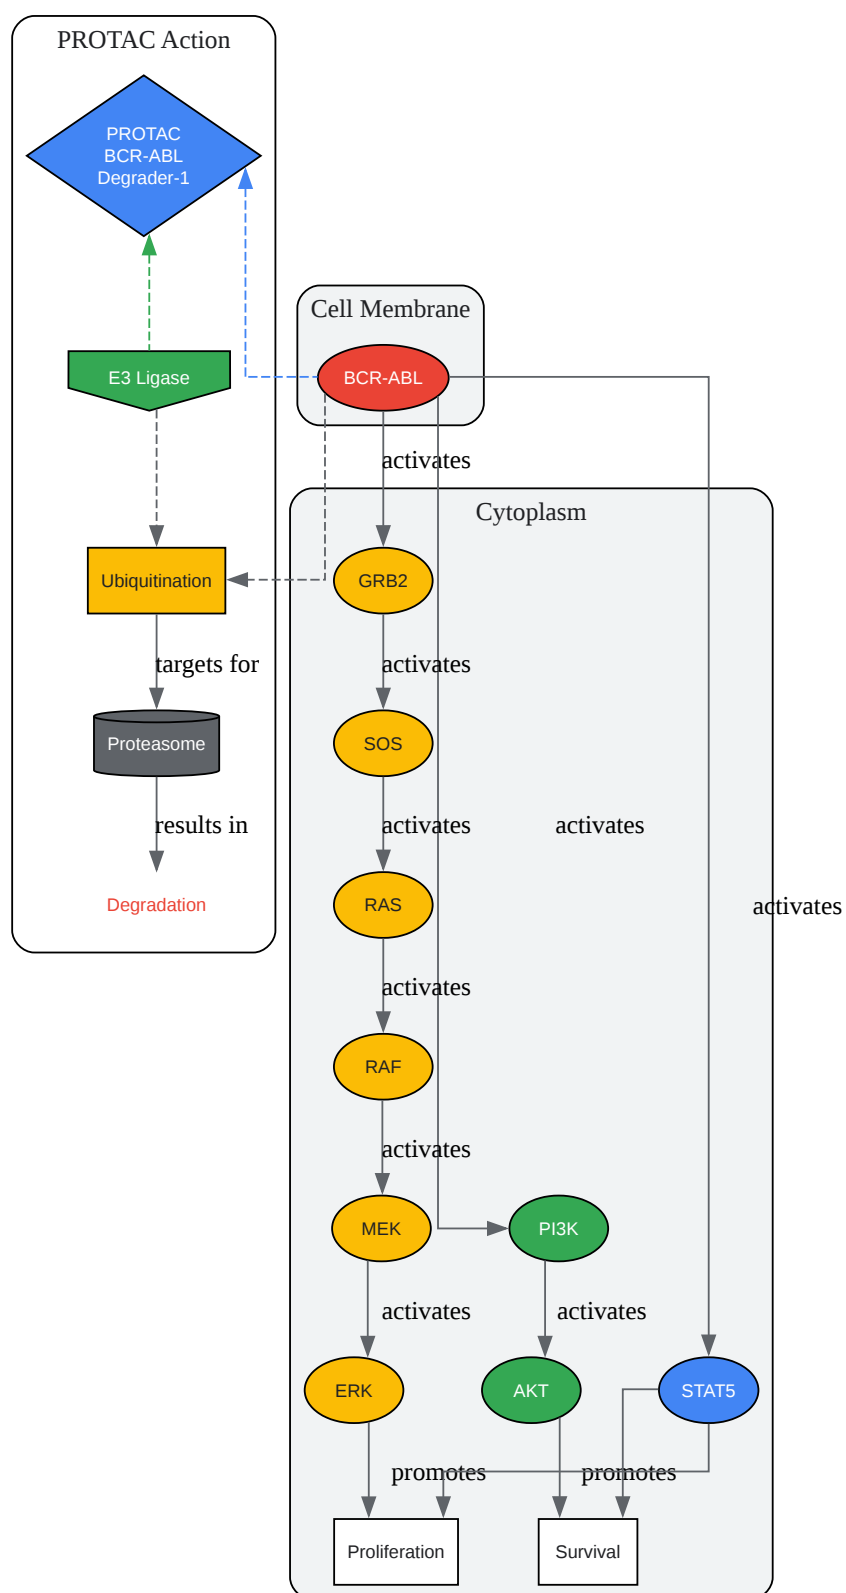 PROTAC Action
PROTAC
BCR-ABL
Degrader-1
Cell Membrane
E3 Ligase
BCR-ABL
activates
Cytoplasm
Ubiquitination
GRB2
targets for
activates
Proteasome
SOS
results in
activates
activates
Degradation
RAS
activates
activates
RAF
activates
MEK
PI3K
activates
activates
ERK
AKT
STAT5
promotes
promotes
Proliferation
Survival